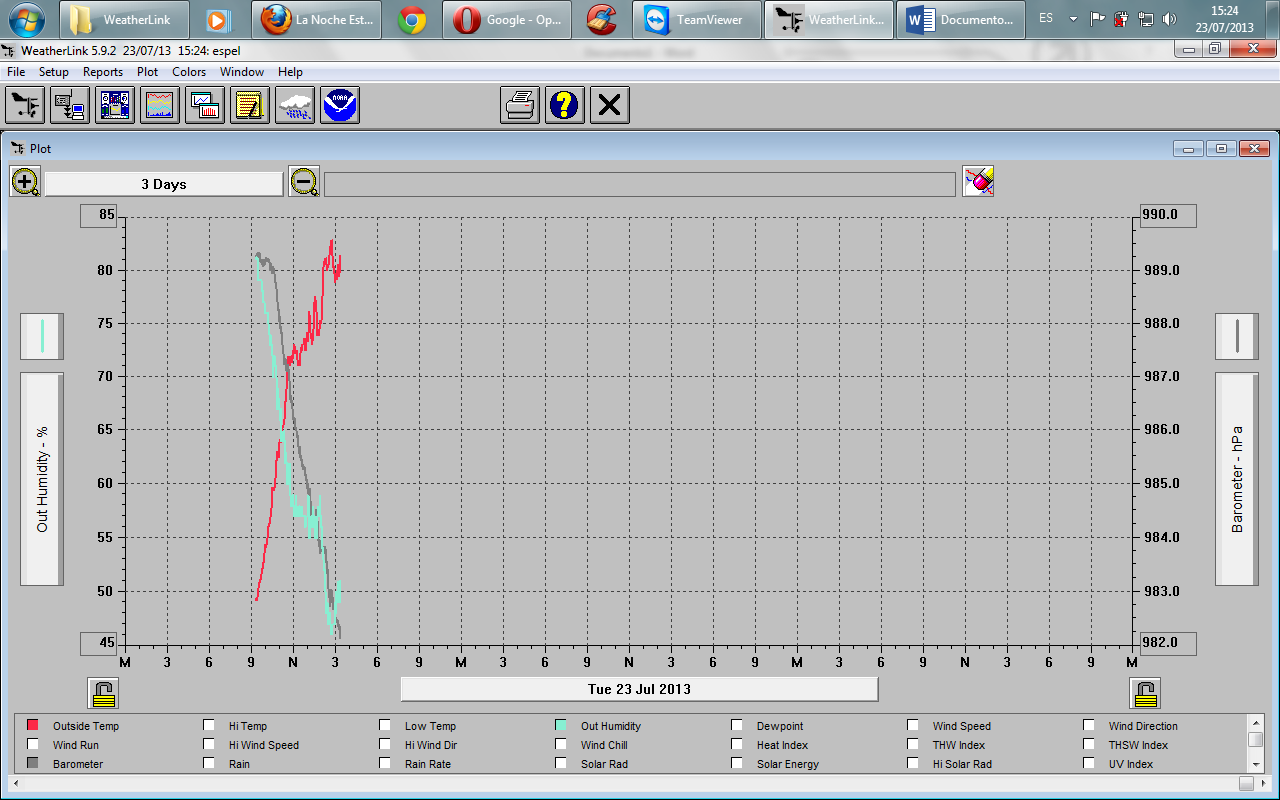 WeatherLink
La Noche Est...
Google - Op...
TeamViewer
WeatherLink...
Documento...
ES
15:24
23/07/2013
WeatherLink 5.9.2 23/07/13 15:24: espel
File Setup Reports Plot Colors Window Help
NOAA
Plot
3 Days
85 990.0
80 989.0
75 988.0
70 987.0
65 986.0
60 985.0
55 984.0
50 983.0
45 982.0
Out Humidity - %
Barometer - hPa
M 3 6 9 N 3 6 9 M 3 6 9 N 3 6 9 M 3 6 9 N 3 6 9 M
Tue 23 Jul 2013
Outside Temp Hi Temp Low Temp Out Humidity Dewpoint Wind Speed Wind Direction
Wind Run Hi Wind Speed Hi Wind Dir Wind Chill Heat Index THW Index THSW Index
Barometer Rain Rain Rate Solar Rad Solar Energy Hi Solar Rad UV Index